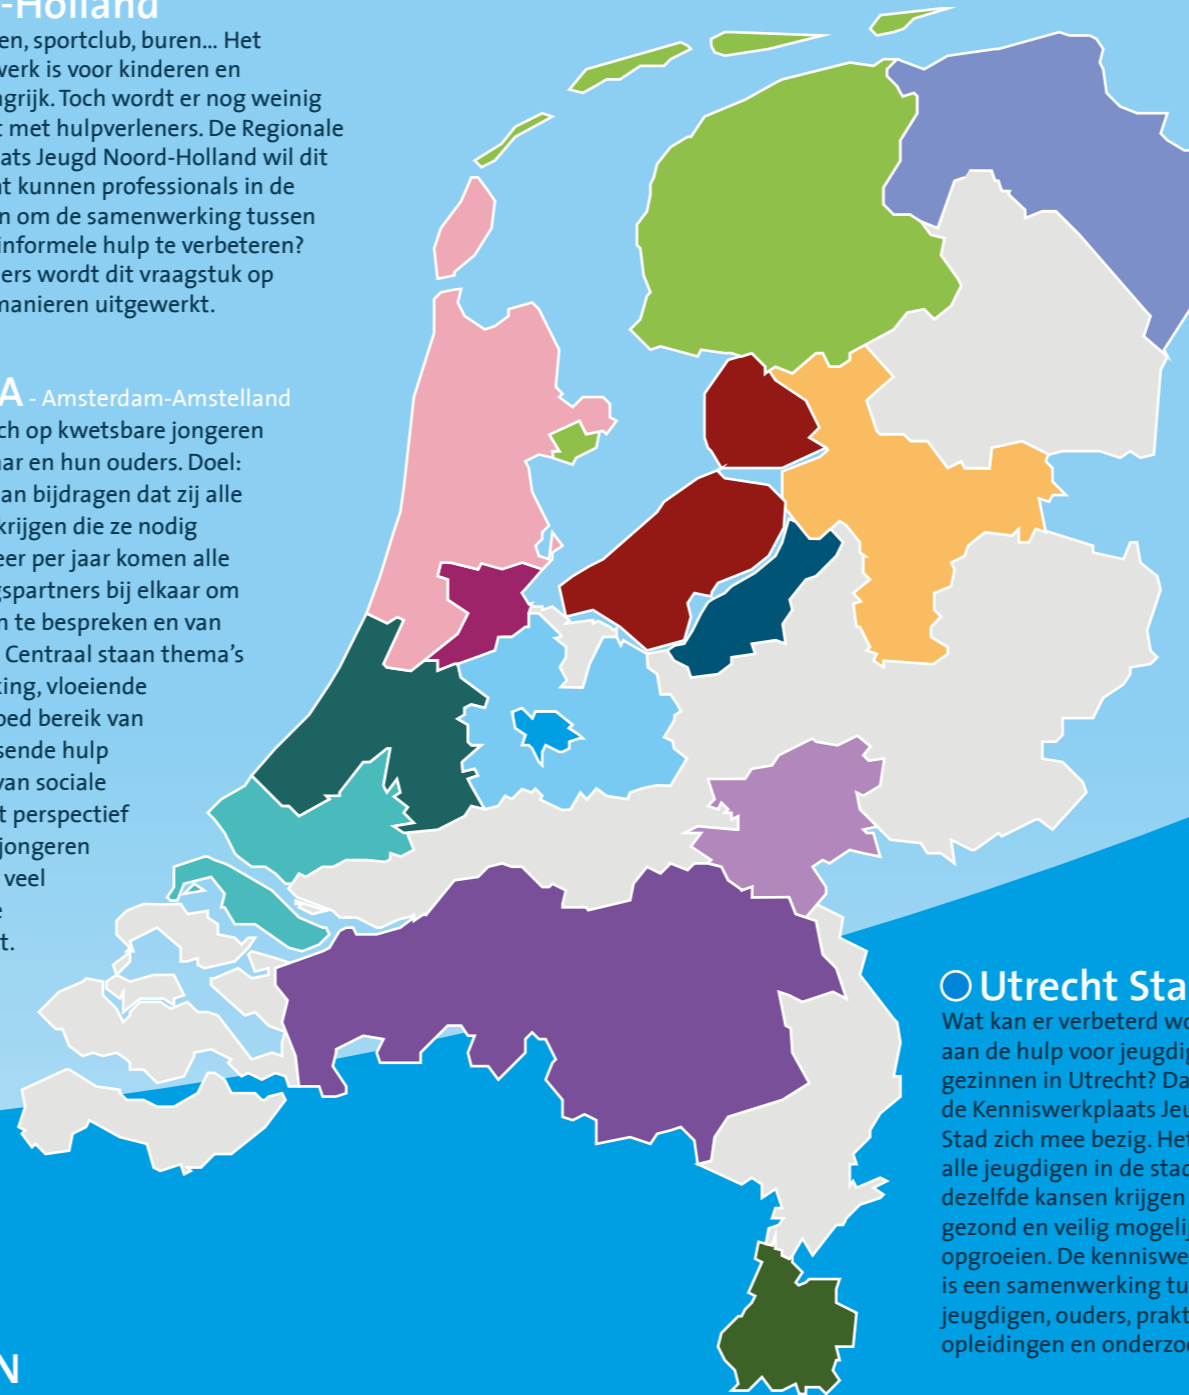 -Holland
en, sportclub, buren... Het
werk is voor kinderen en
ngrijk. Toch wordt er nog weinig
t met hulpverleners. De Regionale
ats Jeugd Noord-Holland wil dit
nt kunnen professionals in de
n om de samenwerking tussen
informele hulp te verbeteren?
ers wordt dit vraagstuk op
manieren uitgewerkt.
A - Amsterdam-Amstelland
ch op kwetsbare jongeren
aar en hun ouders. Doel:
an bijdragen dat zij alle
krijgen die ze nodig
eer per jaar komen alle
gspartners bij elkaar om
n te bespreken en van
Centraal staan thema's
king, vloeiende
oed bereik van
sende hulp
van sociale
t perspectief
jongeren
veel
e
t.
N
Utrecht Sta
Wat kan er verbeterd wo
aan de hulp voor jeugdig
gezinnen in Utrecht? Da
de Kenniswerkplaats Jeu
Stad zich mee bezig. Het
alle jeugdigen in de stad
dezelfde kansen krijgen
gezond en veilig mogelij
opgroeien. De kenniswe
is een samenwerking tu
jeugdigen, ouders, prakt
opleidingen en onderzo